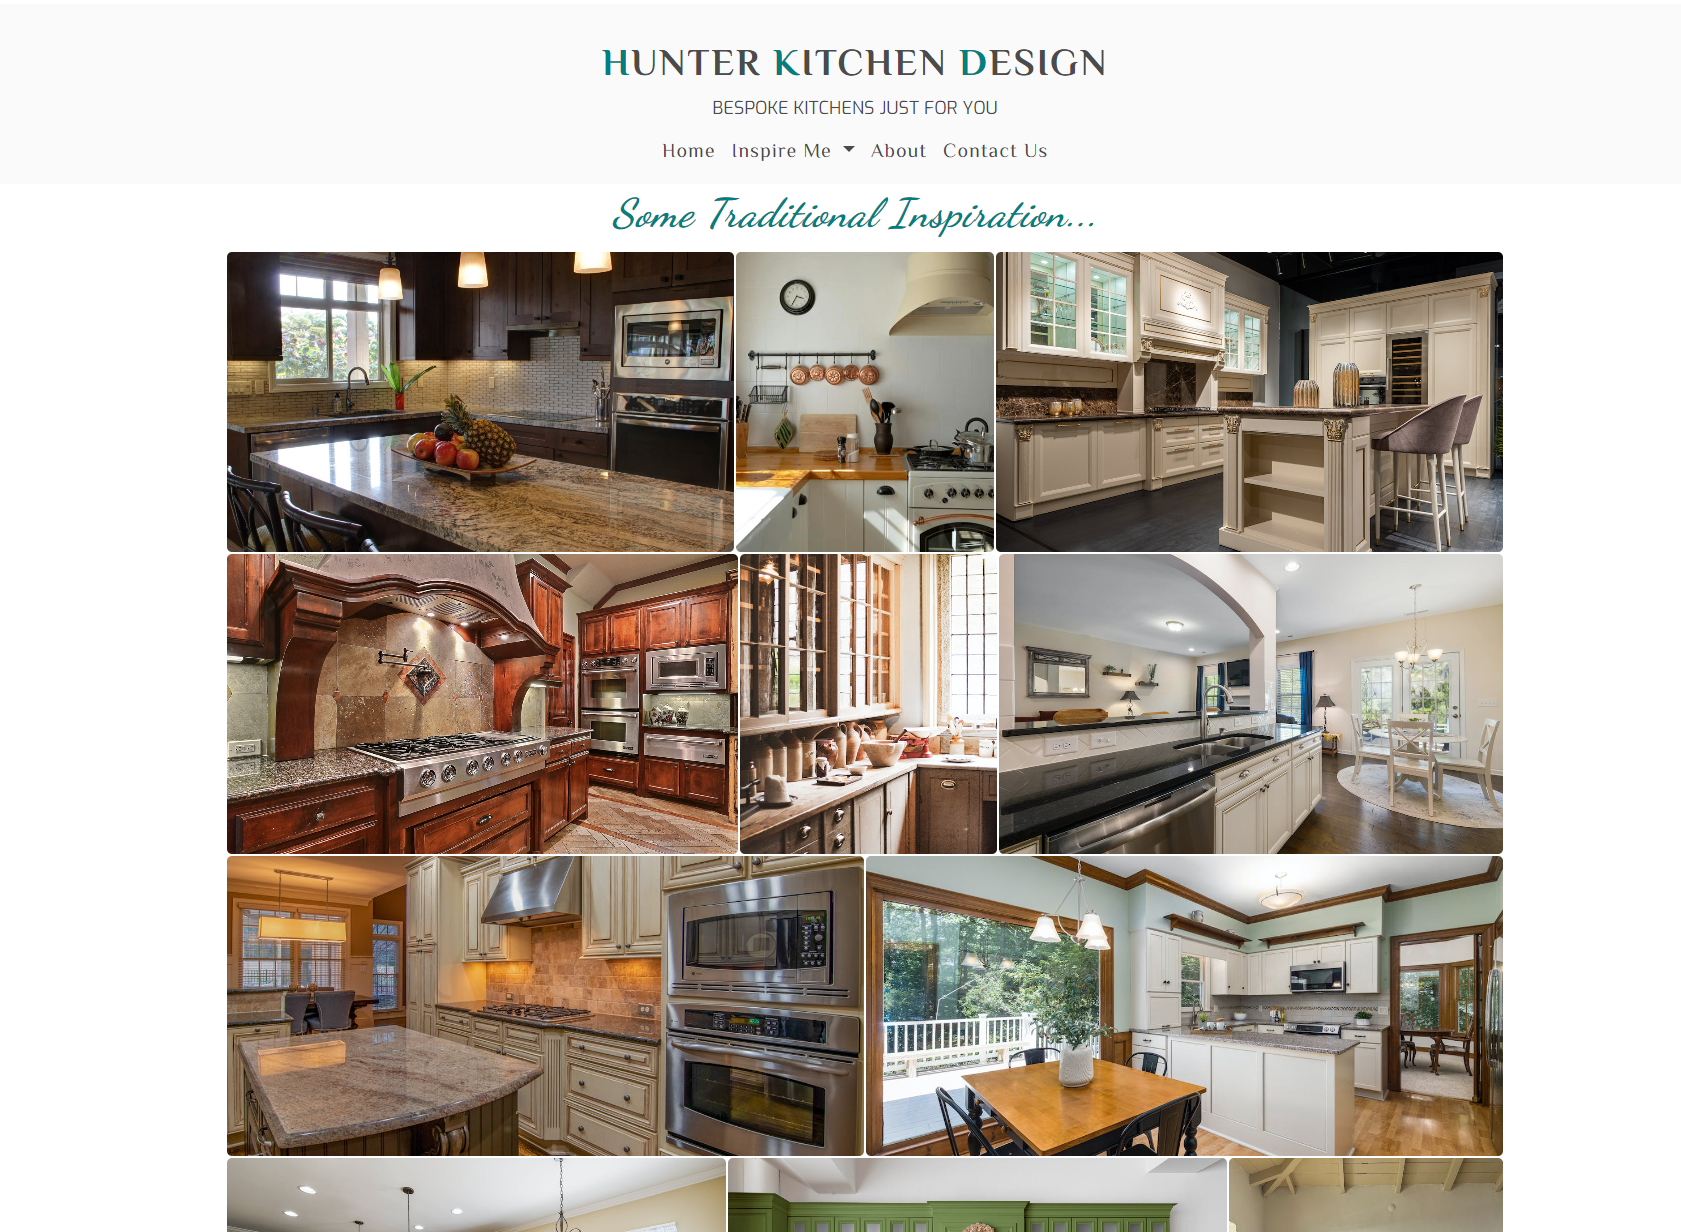 HUNTER KITCHEN DESIGN
BESPOKE KITCHENS JUST FOR YOU
Home Inspire Me About Contact Us
Some Traditional Inspiration...